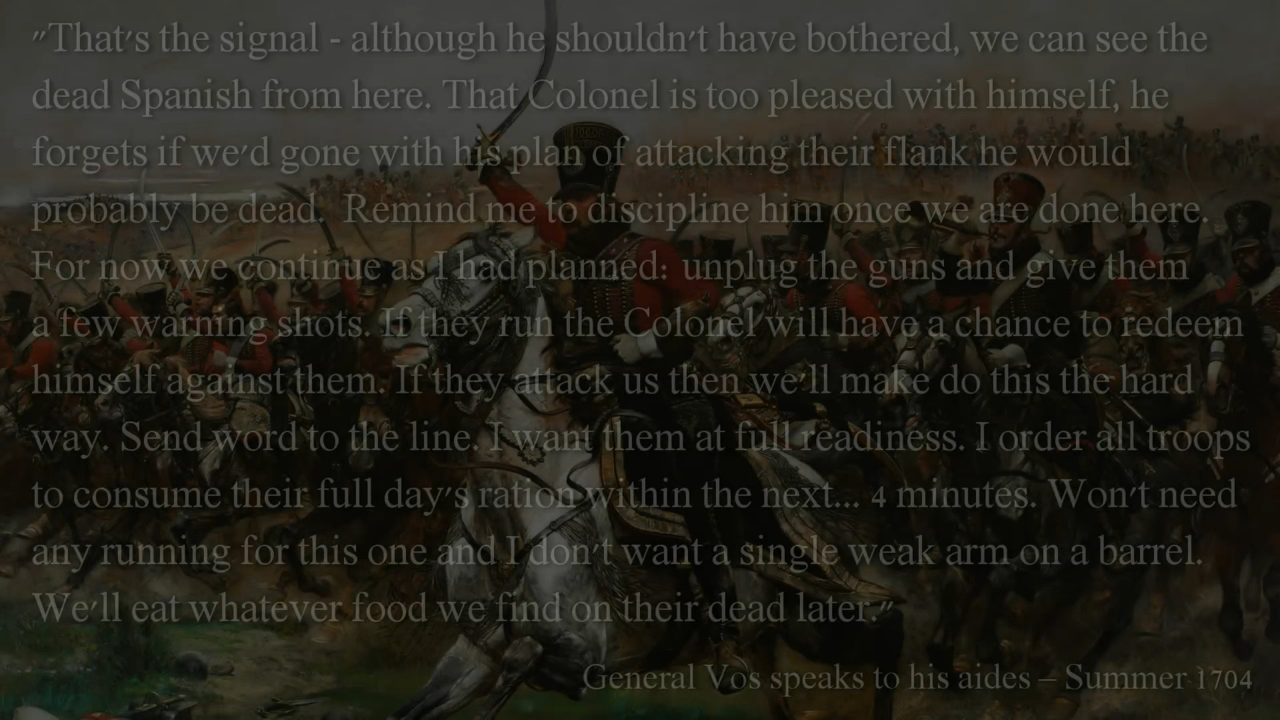 "That's the signal - although he shouldn't have bothered, we can see the
dead Spanish from here. That Colonel is too pleased with himself, he
forgets if we'd gone with his plan of attacking their flank he would
probably be dead. Remind me to discipline him once we are done here.
For now we continue as I had planned: unplug the guns and give them
a few warning shots. If they run the Colonel will have a chance to redeem
himself against them. If they attack us then we'll make do this the hard
way. Send word to the line. I want them at full readiness. I order all troops
to consume their full day's ration within the next... 4 minutes. Won't need
any running for this one and I don't want a single weak arm on a barrel.
We'll eat whatever food we find on their dead later."
General Vos speaks to his aides – Summer 1704